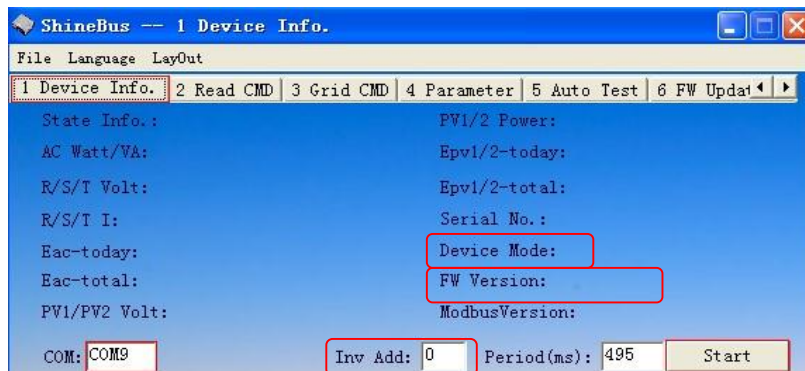 ShineBus -- 1 Device Info.
File Language LayOut
1 Device Info. 2 Read CMD 3 Grid CMD 4 Parameter 5 Auto Test 6 FW Updat
State Info.: PV1/2 Power:
AC Watt/VA: Epv1/2-today:
R/S/T Volt: Epv1/2-total:
R/S/T I: Serial No.:
Eac-today: Device Mode:
Eac-total: FW Version:
PV1/PV2 Volt: ModbusVersion:
COM: COM9 Inv Add: 0 Period(ms): 495 Start